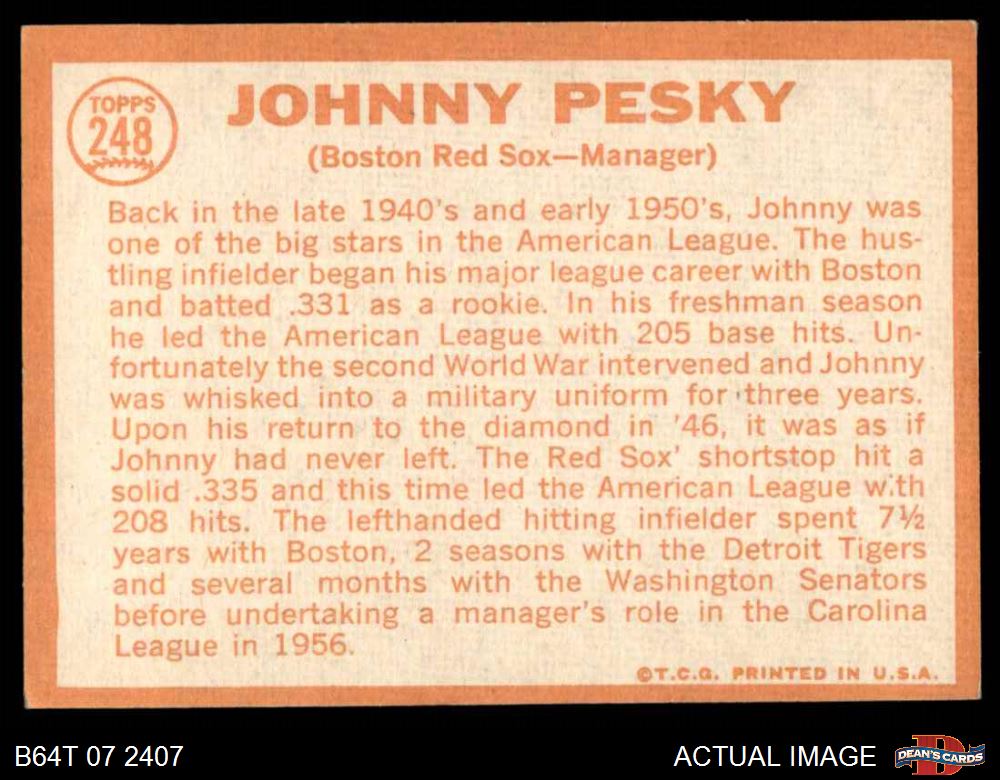 TOPPS
248
JOHNNY PESKY
(Boston Red Sox—Manager)
Back in the late 1940's and early 1950's, Johnny was
one of the big stars in the American League. The hus-
tling infielder began his major league career with Boston
and batted .331 as a rookie. In his freshman season
he led the American League with 205 base hits. Un-
fortunately the second World War intervened and Johnny
was whisked into a military uniform for three years.
Upon his return to the diamond in '46, it was as if
Johnny had never left. The Red Sox' shortstop hit a
solid .335 and this time led the American League with
208 hits. The lefthanded hitting infielder spent 7½
years with Boston, 2 seasons with the Detroit Tigers
and several months with the Washington Senators
before undertaking a manager's role in the Carolina
League in 1956.
©T.C.G. PRINTED IN U.S.A.
B64T 07 2407
ACTUAL IMAGE
D
DEAN'S CARDS